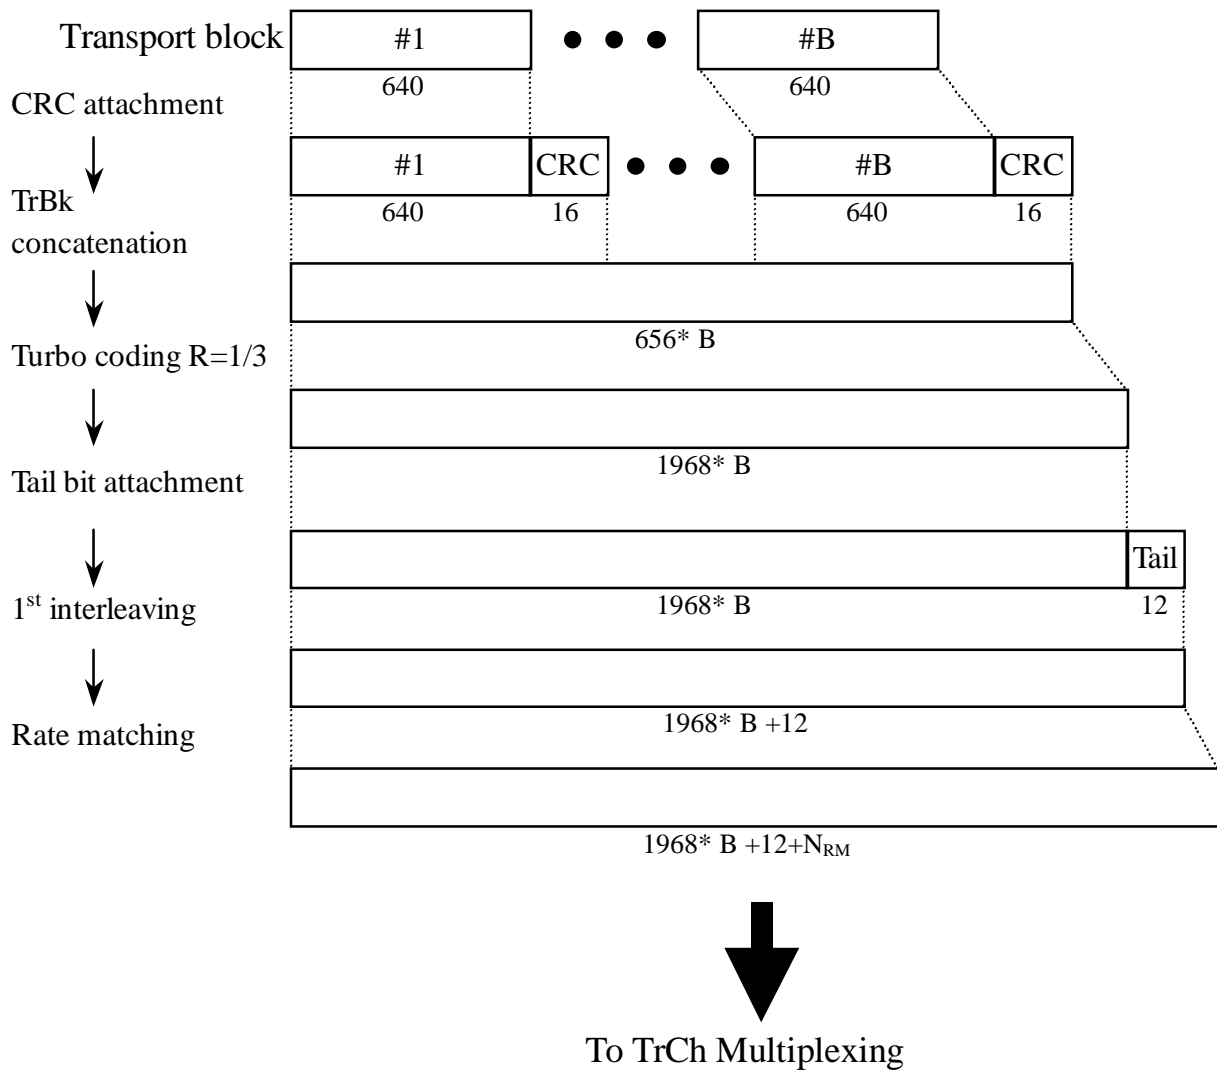 Transport block #1 #B
640 640
CRC attachment
#1 CRC #B CRC
640 16 640 16
TrBk
concatenation
656* B
Turbo coding R=1/3
1968* B
Tail bit attachment
Tail
1968* B 12
1st interleaving
1968* B +12
Rate matching
1968* B +12+NRM
To TrCh Multiplexing